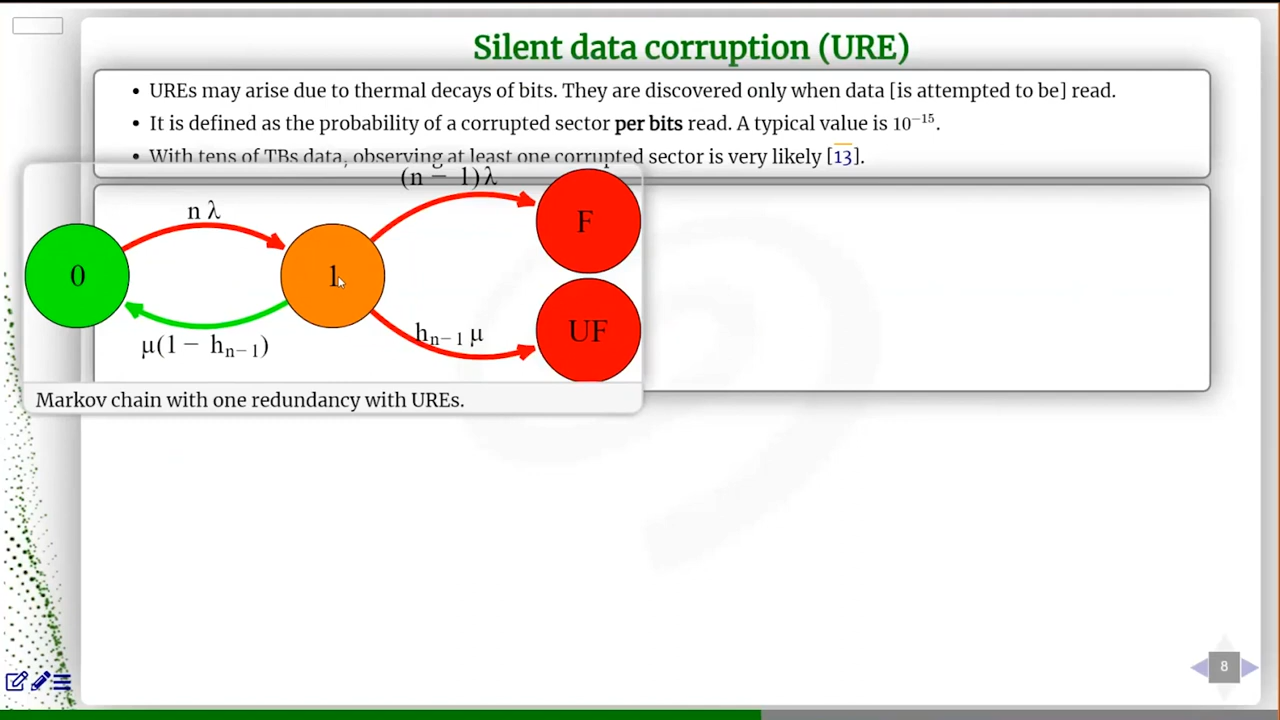 Silent data corruption (URE)
• UREs may arise due to thermal decays of bits. They are discovered only when data [is attempted to be] read.
• It is defined as the probability of a corrupted sector per bits read. A typical value is 10⁻¹⁵.
• With tens of TBs data, observing at least one corrupted sector is very likely [13].
(n − 1)λ
n λ
F
0
1
h_{n−1} μ
UF
μ(1 − h_{n−1})
Markov chain with one redundancy with UREs.
8